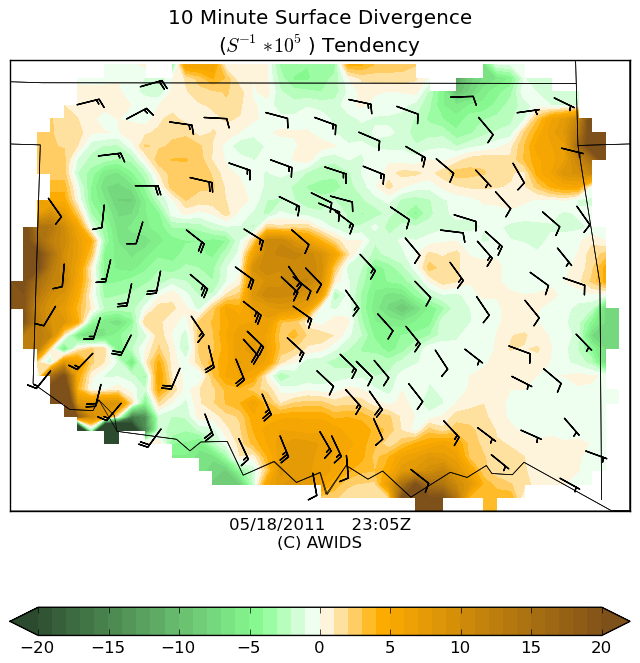 10 Minute Surface Divergence
(S⁻¹ *10⁵ ) Tendency
05/18/2011 23:05Z
(C) AWIDS
−20 −15 −10 −5 0 5 10 15 20